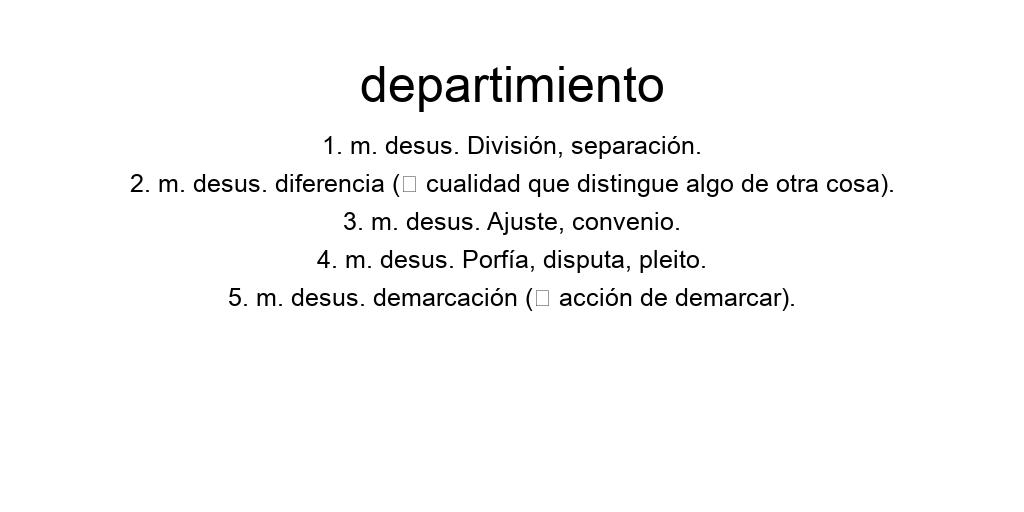 departimiento
1. m. desus. División, separación.
2. m. desus. diferencia (□ cualidad que distingue algo de otra cosa).
3. m. desus. Ajuste, convenio.
4. m. desus. Porfía, disputa, pleito.
5. m. desus. demarcación (□ acción de demarcar).